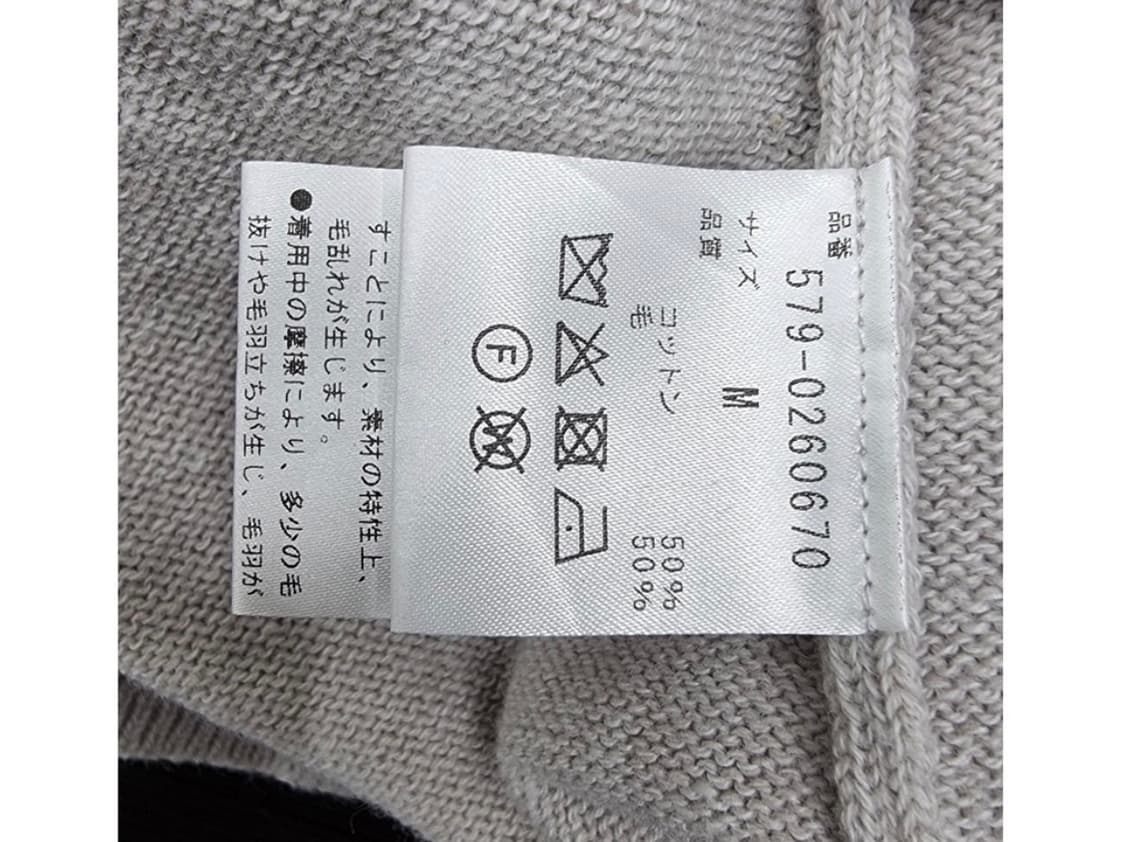 品番
579-0260670
サイズ
M
品質
コットン 50%
毛 50%
F
W
すことにより、素材の特性上、
毛乱れが生じます。
●着用中の摩擦により、多少の毛
抜けや毛羽立ちが生じ、毛羽が